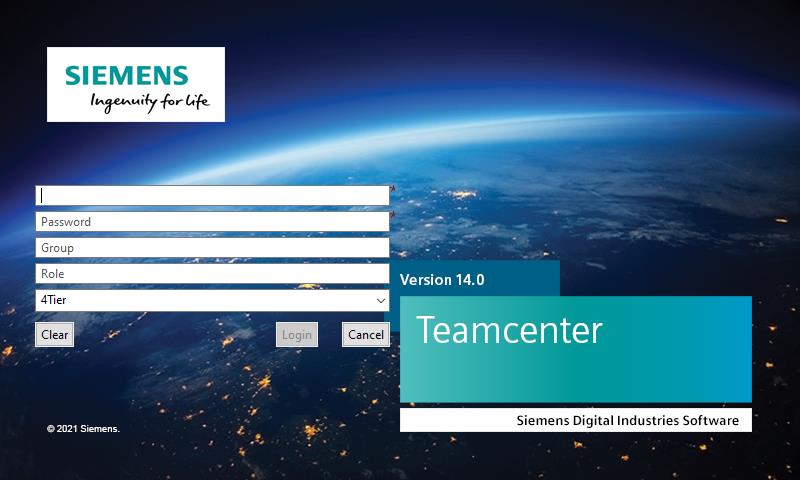 SIEMENS
Ingenuity for life
Password
Group
Role
4Tier
Clear
Login
Cancel
Version 14.0
Teamcenter
Siemens Digital Industries Software
© 2021 Siemens.